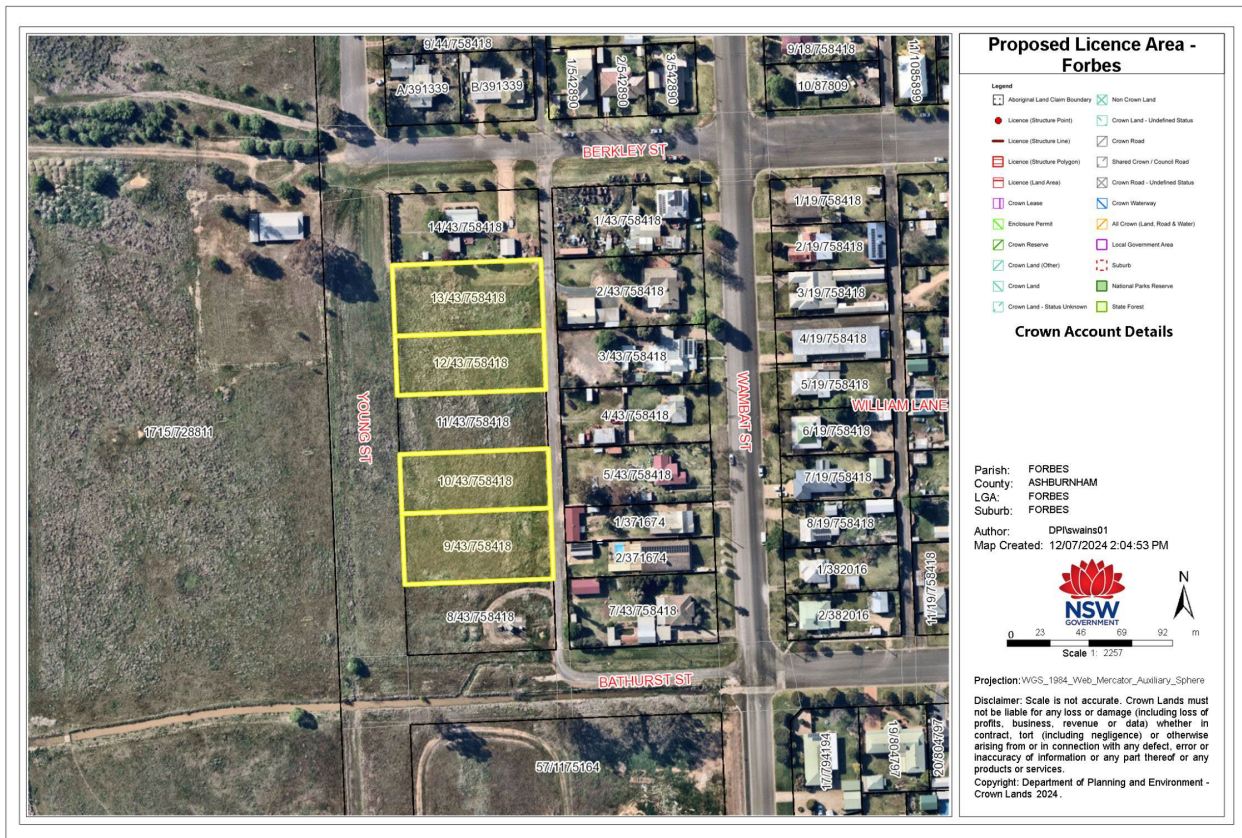 9/44/758418
A/391339
B/391339
1/542890
2/542890
3/542890
9/18/758418
10/87809
11/1085899
BERKLEY ST
14/43/758418
1/43/758418
1/19/758418
2/19/758418
13/43/758418
2/43/758418
3/19/758418
12/43/758418
3/43/758418
4/19/758418
5/19/758418
YOUNG ST
WAMBAT ST
WILLIAM LANE
11/43/758418
4/43/758418
1715/728811
6/19/758418
10/43/758418
5/43/758418
7/19/758418
1/371674
8/19/758418
9/43/758418
2/371674
1/382016
11/19/758418
8/43/758418
7/43/758418
2/382016
BATHURST ST
57/1175164
17/794194
19/804797
20/804797
Proposed Licence Area -
Forbes
Legend
Aboriginal Land Claim Boundary
Non Crown Land
Licence (Structure Point)
Crown Land - Undefined Status
Licence (Structure Line)
Crown Road
Licence (Structure Polygon)
Shared Crown / Council Road
Licence (Land Area)
Crown Road - Undefined Status
Crown Lease
Crown Waterway
Enclosure Permit
All Crown (Land, Road & Water)
Crown Reserve
Local Government Area
Crown Land (Other)
Suburb
Crown Land
National Parks Reserve
Crown Land - Status Unknown
State Forest
Crown Account Details
Parish: FORBES
County: ASHBURNHAM
LGA: FORBES
Suburb: FORBES
Author: DPI\swains01
Map Created: 12/07/2024 2:04:53 PM
NSW
GOVERNMENT
N
0 23 46 69 92 m
Scale 1: 2257
Projection: WGS_1984_Web_Mercator_Auxiliary_Sphere
Disclaimer: Scale is not accurate. Crown Lands must
not be liable for any loss or damage (including loss of
profits, business, revenue or data) whether in
contract, tort (including negligence) or otherwise
arising from or in connection with any defect, error or
inaccuracy of information or any part thereof or any
products or services.
Copyright: Department of Planning and Environment -
Crown Lands 2024 .